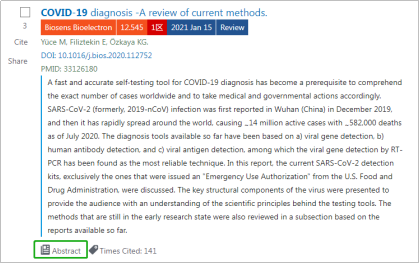 COVID-19 diagnosis -A review of current methods.
3
Biosens Bioelectron 12.545 1区 2021 Jan 15 Review
Cite
Yüce M, Filiztekin E, Özkaya KG.
DOI: 10.1016/j.bios.2020.112752
Share
PMID: 33126180
A fast and accurate self-testing tool for COVID-19 diagnosis has become a prerequisite to comprehend
the exact number of cases worldwide and to take medical and governmental actions accordingly.
SARS-CoV-2 (formerly, 2019-nCoV) infection was first reported in Wuhan (China) in December 2019,
and then it has rapidly spread around the world, causing ~14 million active cases with ~582,000 deaths
as of July 2020. The diagnosis tools available so far have been based on a) viral gene detection, b)
human antibody detection, and c) viral antigen detection, among which the viral gene detection by RT-
PCR has been found as the most reliable technique. In this report, the current SARS-CoV-2 detection
kits, exclusively the ones that were issued an "Emergency Use Authorization" from the U.S. Food and
Drug Administration, were discussed. The key structural components of the virus were presented to
provide the audience with an understanding of the scientific principles behind the testing tools. The
methods that are still in the early research state were also reviewed in a subsection based on the
reports available so far.
Abstract Times Cited: 141